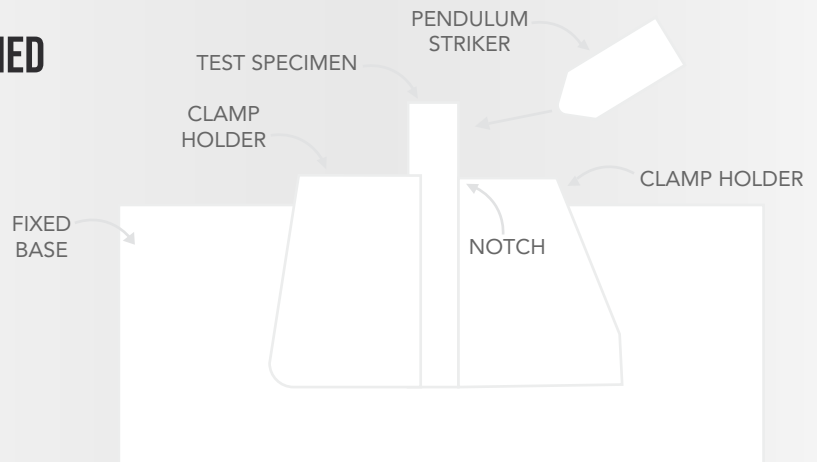 PENDULUM
STRIKER
TEST SPECIMEN
CLAMP
HOLDER
CLAMP HOLDER
FIXED
BASE
NOTCH